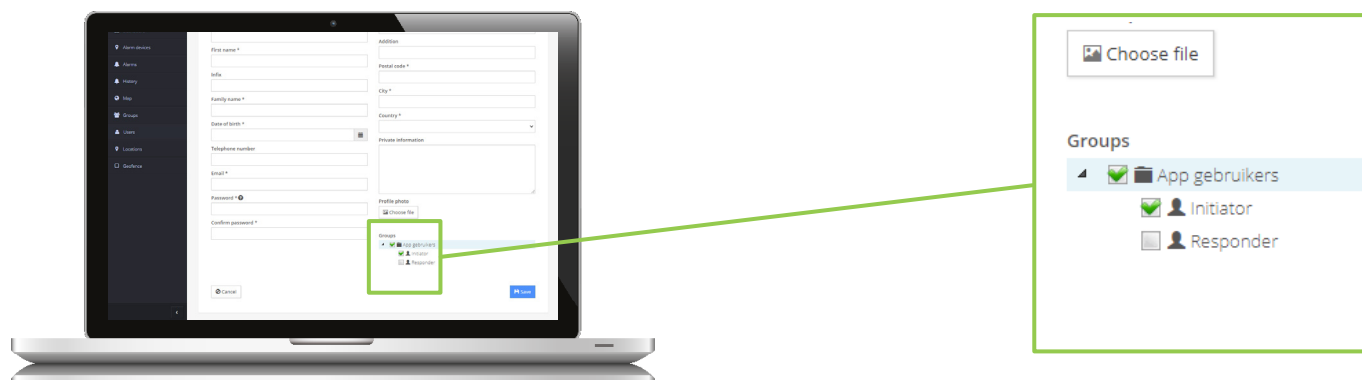 Alarm devices
Alarms
History
Map
Groups
Users
Locations
Geofence
First name *
Infix
Family name *
Date of birth *
Telephone number
Email *
Password *
Confirm password *
Cancel
Addition
Postal code *
City *
Country *
Private information
Profile photo
Choose file
Groups
App gebruikers
Initiator
Responder
Save
Choose file
Groups
App gebruikers
Initiator
Responder